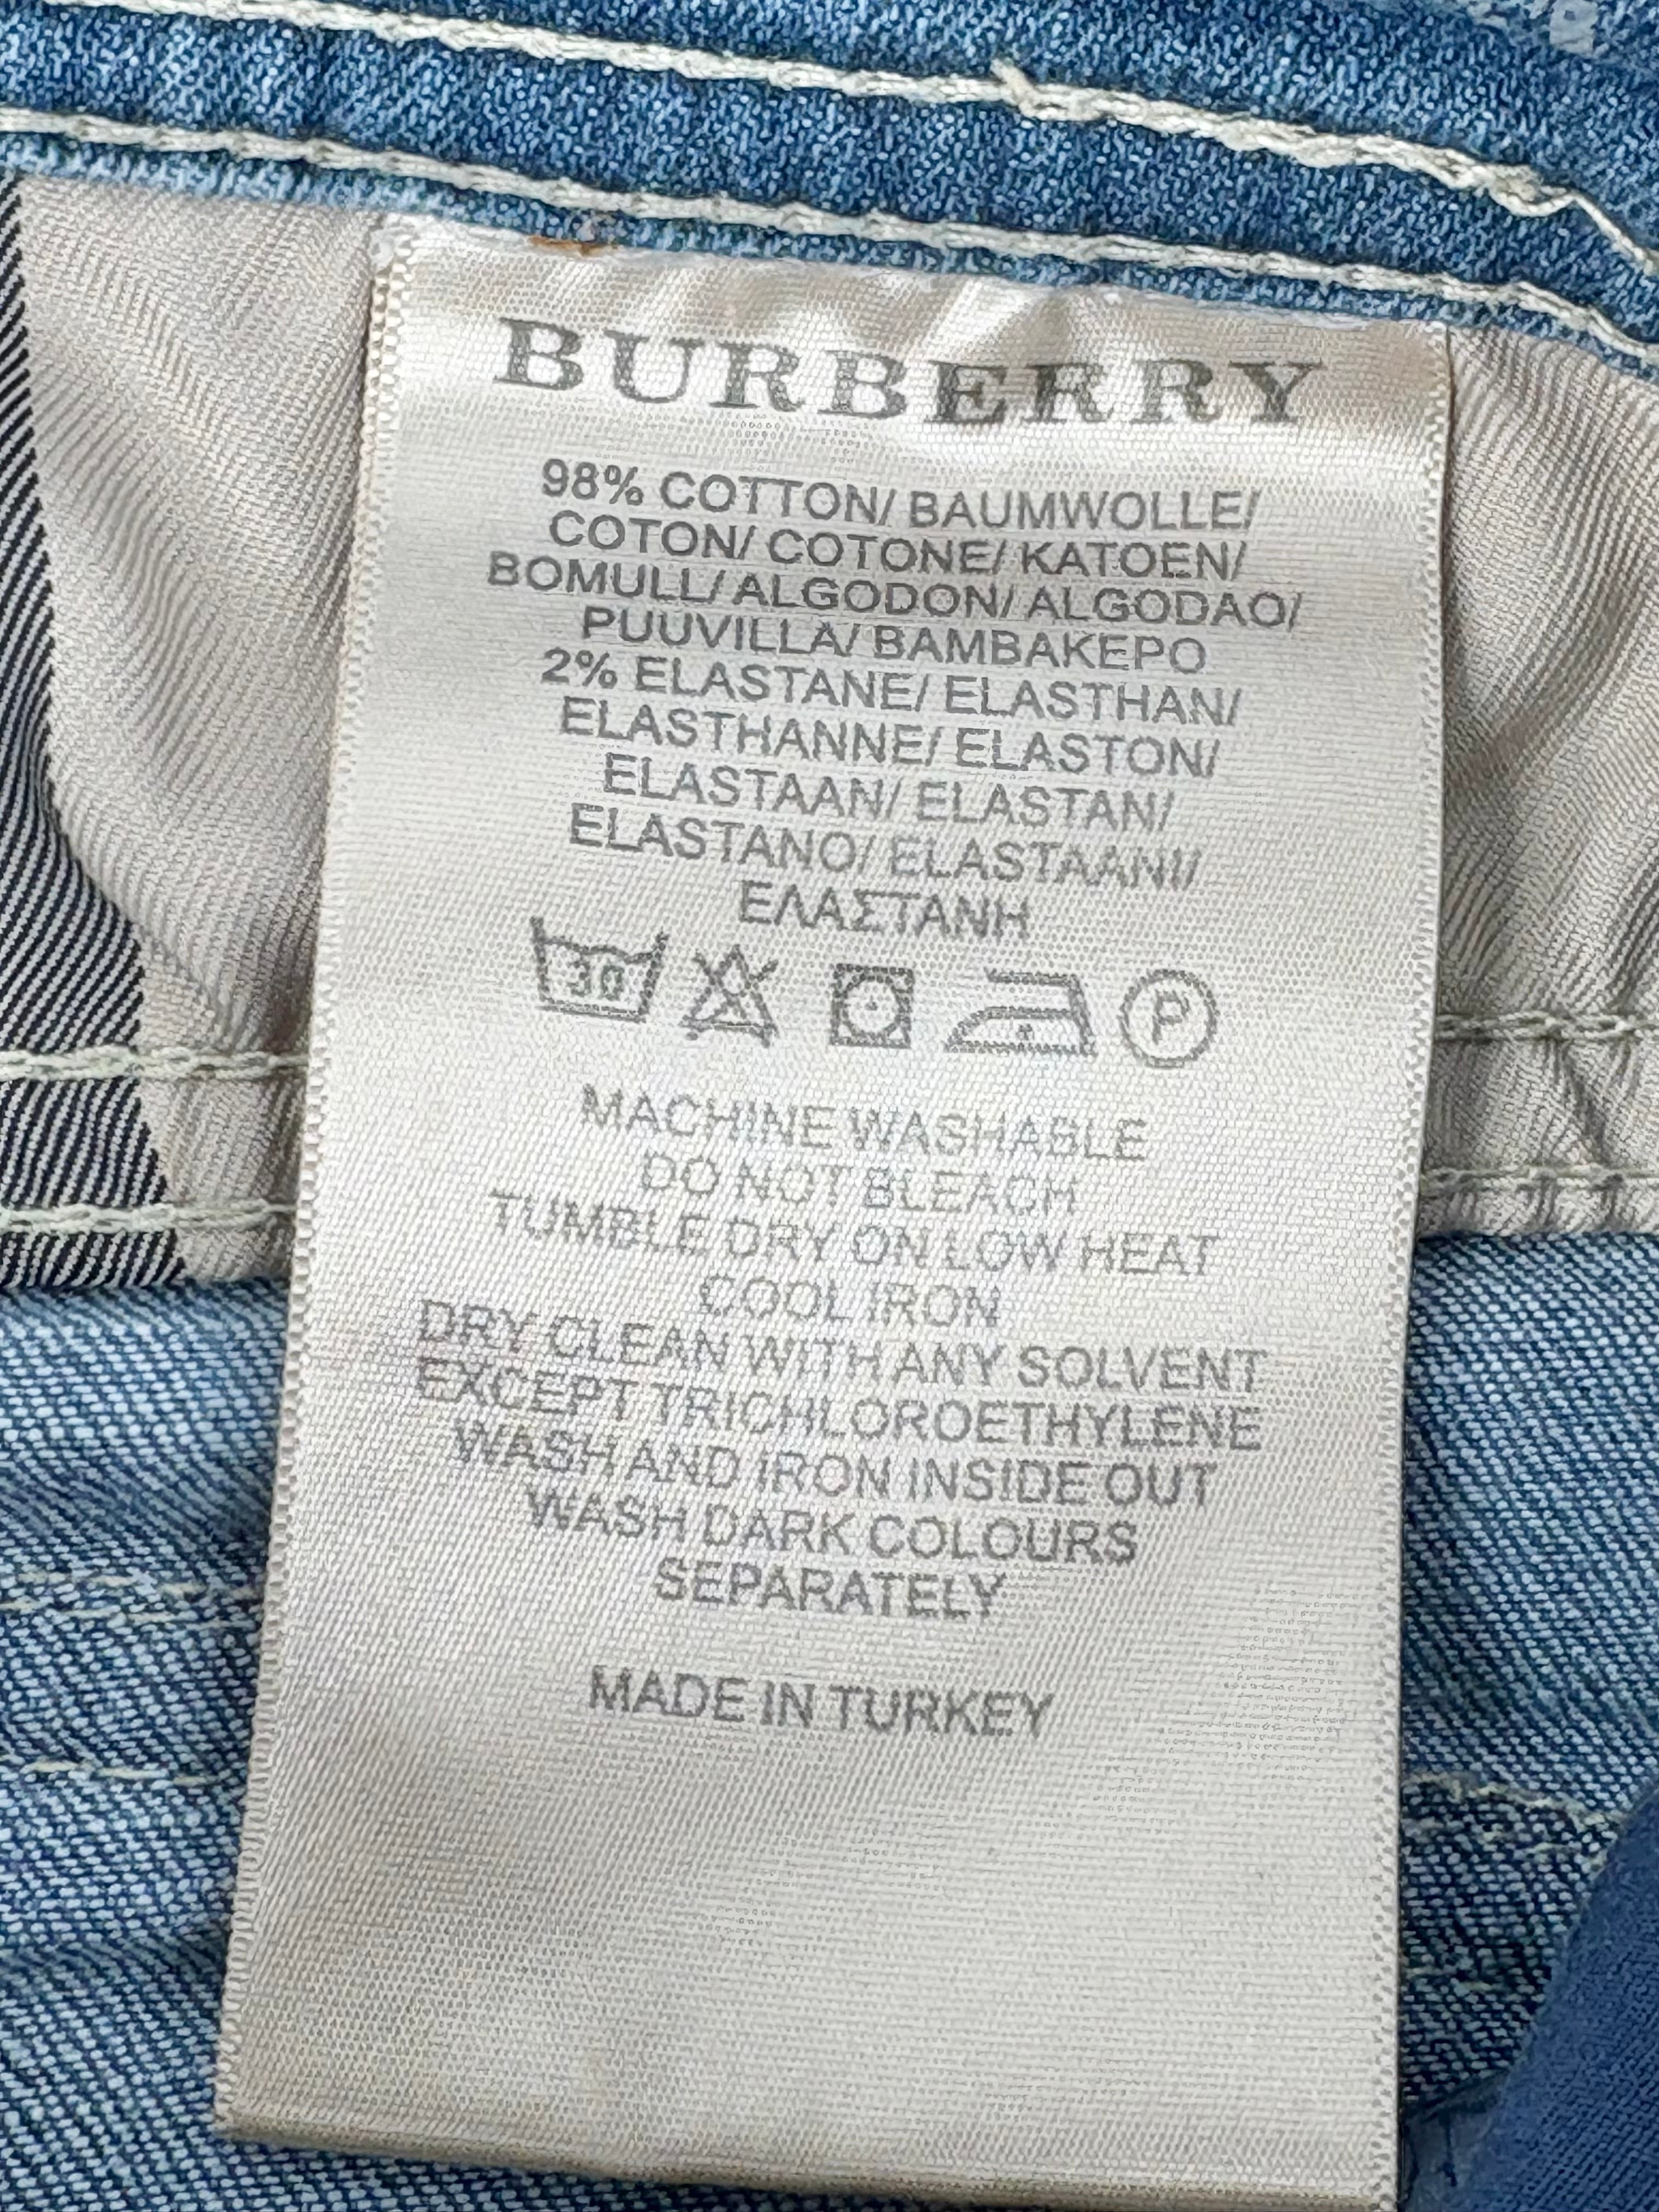 BURBERRY
98% COTTON/ BAUMWOLLE/
COTON/ COTONE/ KATOEN/
BOMULL/ ALGODON/ ALGODAO/
PUUVILLA/ BAMBAKEPO
2% ELASTANE/ ELASTHAN/
ELASTHANNE/ ELASTON/
ELASTAAN/ ELASTAN/
ELASTANO/ ELASTAANI/
ΕΛΑΣΤΑΝΗ
30 P
MACHINE WASHABLE
DO NOT BLEACH
TUMBLE DRY ON LOW HEAT
COOL IRON
DRY CLEAN WITH ANY SOLVENT
EXCEPT TRICHLOROETHYLENE
WASH AND IRON INSIDE OUT
WASH DARK COLOURS
SEPARATELY
MADE IN TURKEY